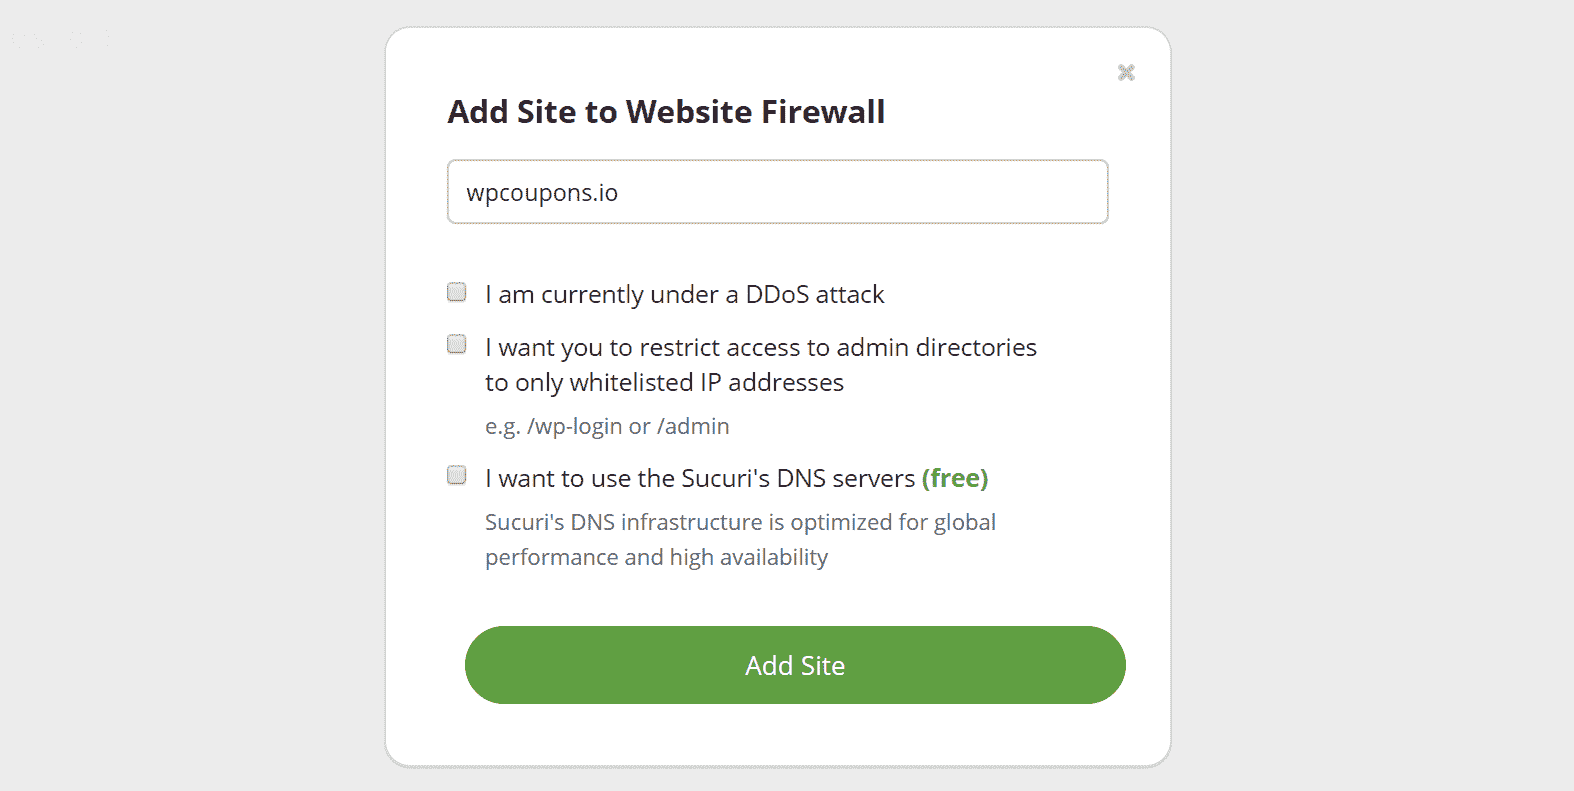 Add Site to Website Firewall
wpcoupons.io
I am currently under a DDoS attack
I want you to restrict access to admin directories
to only whitelisted IP addresses
e.g. /wp-login or /admin
I want to use the Sucuri's DNS servers (free)
Sucuri's DNS infrastructure is optimized for global
performance and high availability
Add Site